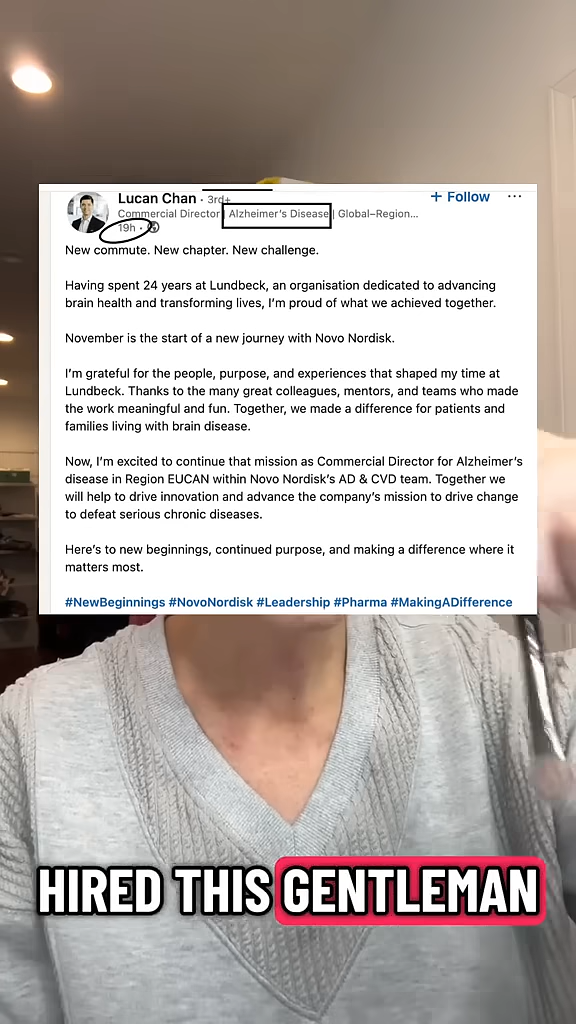 Lucan Chan · 3rd+
+ Follow ···
Commercial Director | Alzheimer's Disease | Global–Region...
19h ·
New commute. New chapter. New challenge.
Having spent 24 years at Lundbeck, an organisation dedicated to advancing
brain health and transforming lives, I'm proud of what we achieved together.
November is the start of a new journey with Novo Nordisk.
I'm grateful for the people, purpose, and experiences that shaped my time at
Lundbeck. Thanks to the many great colleagues, mentors, and teams who made
the work meaningful and fun. Together, we made a difference for patients and
families living with brain disease.
Now, I'm excited to continue that mission as Commercial Director for Alzheimer's
disease in Region EUCAN within Novo Nordisk's AD & CVD team. Together we
will help to drive innovation and advance the company's mission to drive change
to defeat serious chronic diseases.
Here's to new beginnings, continued purpose, and making a difference where it
matters most.
#NewBeginnings #NovoNordisk #Leadership #Pharma #MakingADifference
HIRED THIS GENTLEMAN